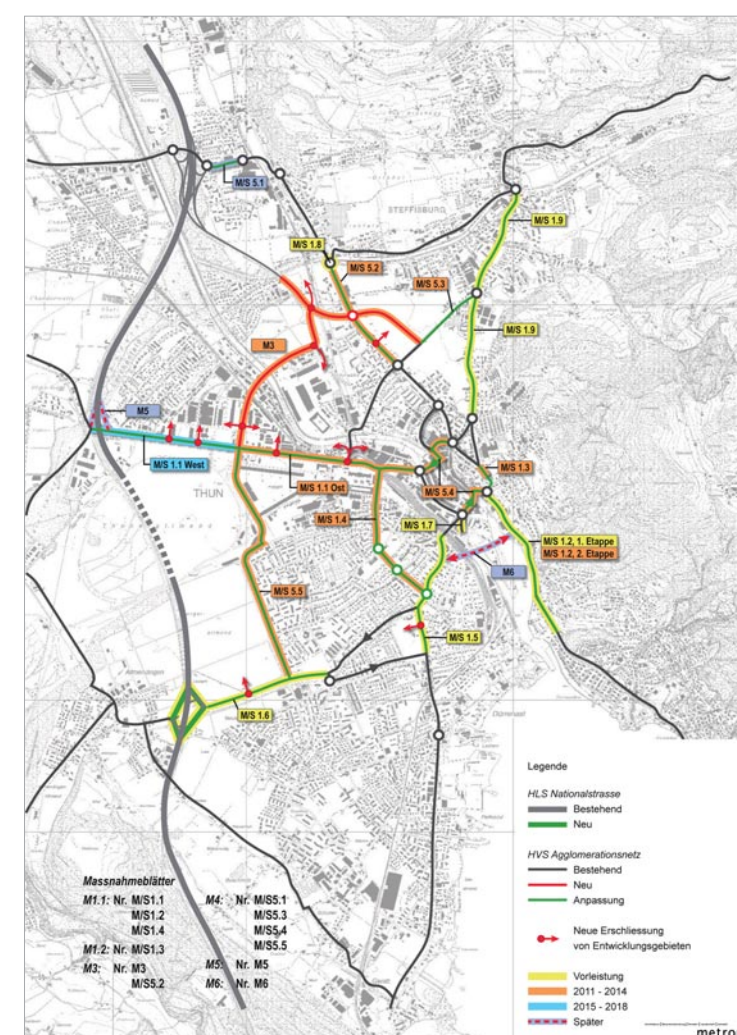 M/S 5.1
STEFFISBURG
M/S 1.9
M/S 1.8
M/S 5.2
M/S 5.3
M/S 1.9
M3
M5
M/S 1.1 West
M/S 1.3
M/S 1.1 Ost
M/S 5.4
THUN
M/S 1.4
M/S 1.7
M/S 1.2, 1. Etappe
M/S 1.2, 2. Etappe
M6
M/S 5.5
M/S 1.5
M/S 1.6
Dürrenast
Legende
HLS Nationalstrasse
Bestehend
Neu
HVS Agglomerationsnetz
Bestehend
Neu
Anpassung
Neue Erschliessung
von Entwicklungsgebieten
Vorleistung
2011 - 2014
2015 - 2018
Später
Massnahmeblätter
M1.1: Nr. M/S1.1
M/S1.2
M/S1.4
M1.2: Nr. M/S1.3
M3: Nr. M3
M/S5.2
M4: Nr. M/S5.1
M/S5.3
M/S5.4
M/S5.5
M5: Nr. M5
M6: Nr. M6
metro